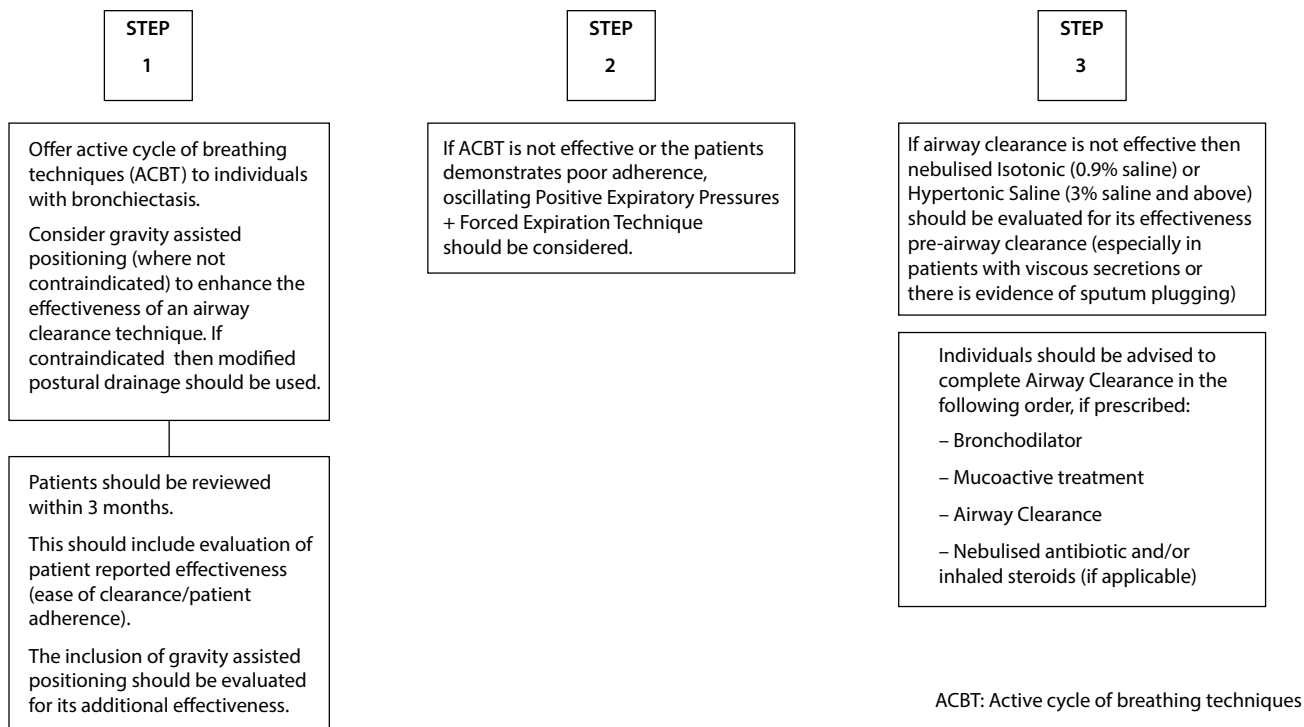 STEP
1
Offer active cycle of breathing
techniques (ACBT) to individuals
with bronchiectasis.
Consider gravity assisted
positioning (where not
contraindicated) to enhance the
effectiveness of an airway
clearance technique. If
contraindicated then modified
postural drainage should be used.
Patients should be reviewed
within 3 months.
This should include evaluation of
patient reported effectiveness
(ease of clearance/patient
adherence).
The inclusion of gravity assisted
positioning should be evaluated
for its additional effectiveness.
STEP
2
If ACBT is not effective or the patients
demonstrates poor adherence,
oscillating Positive Expiratory Pressures
+ Forced Expiration Technique
should be considered.
STEP
3
If airway clearance is not effective then
nebulised Isotonic (0.9% saline) or
Hypertonic Saline (3% saline and above)
should be evaluated for its effectiveness
pre-airway clearance (especially in
patients with viscous secretions or
there is evidence of sputum plugging)
Individuals should be advised to
complete Airway Clearance in the
following order, if prescribed:
– Bronchodilator
– Mucoactive treatment
– Airway Clearance
– Nebulised antibiotic and/or
inhaled steroids (if applicable)
ACBT: Active cycle of breathing techniques